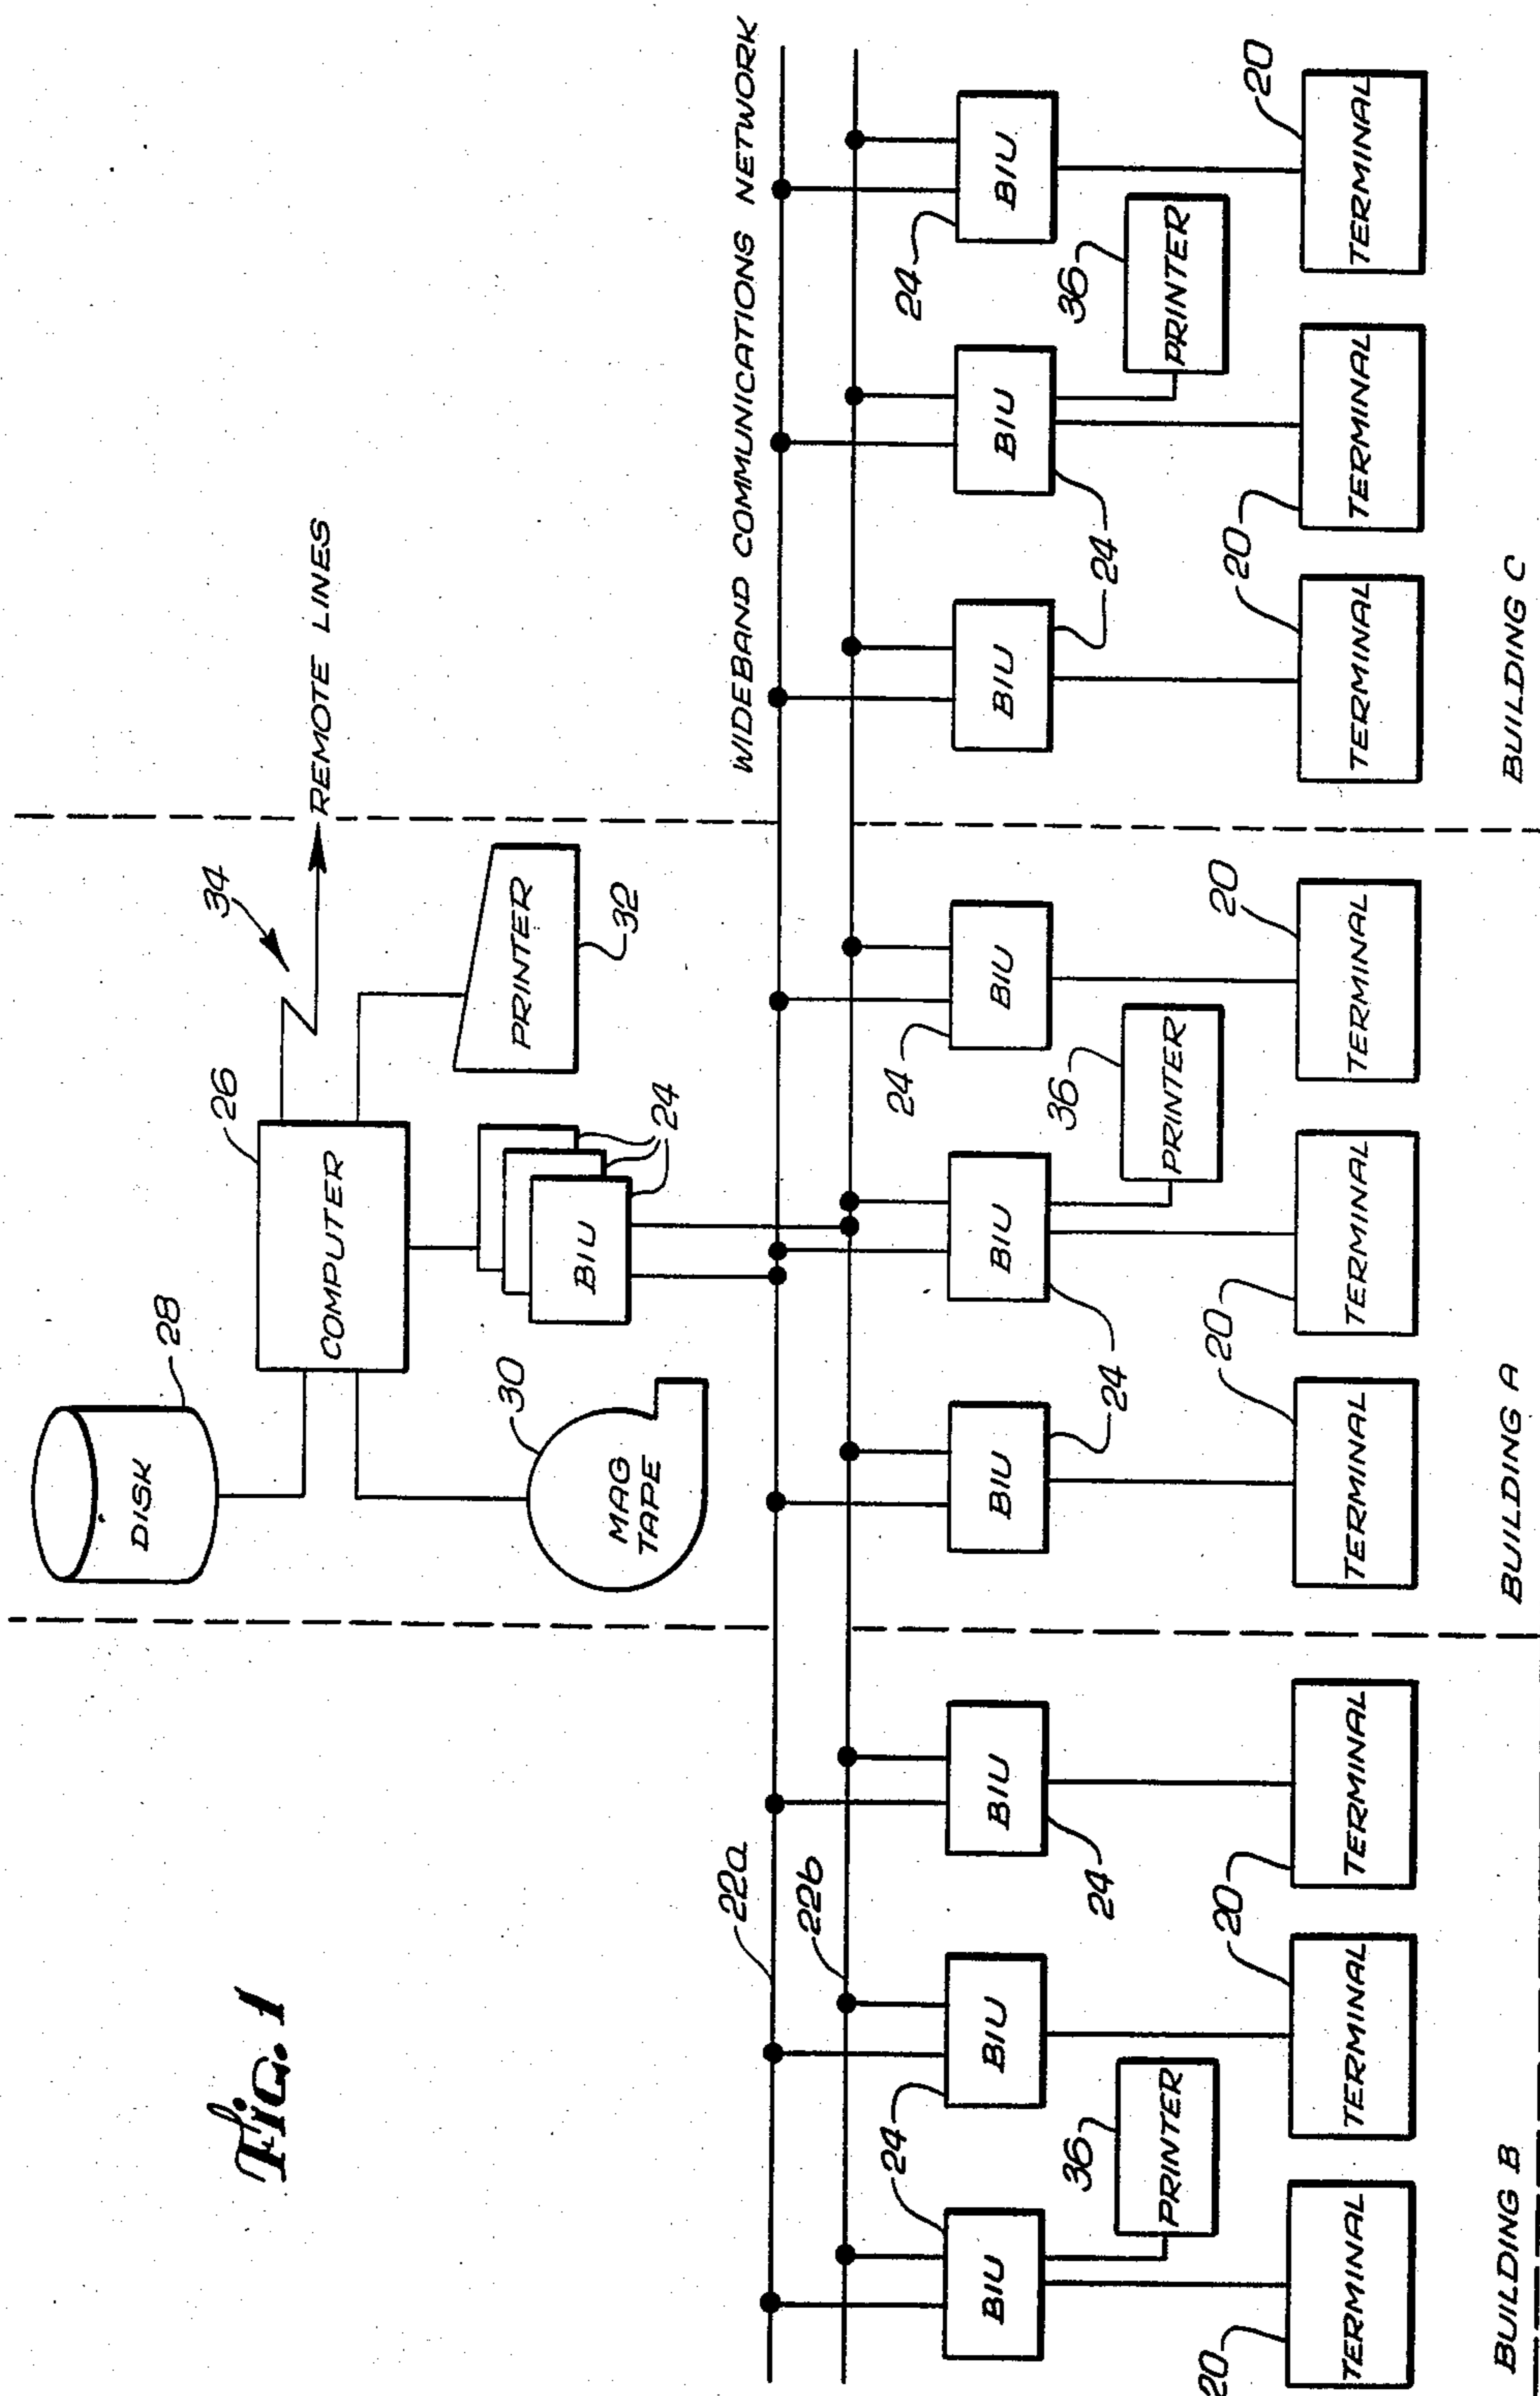 Fig. 1
DISK
28
COMPUTER
26
34
REMOTE LINES
30
MAG
TAPE
BIU
24
PRINTER
32
WIDEBAND COMMUNICATIONS NETWORK
22a
22b
BIU
24
BIU
BIU
24
BIU
24
BIU
BIU
24
BIU
24
BIU
BIU
24
36
PRINTER
36
PRINTER
36
PRINTER
20
TERMINAL
20
TERMINAL
20
TERMINAL
20
TERMINAL
20
TERMINAL
20
TERMINAL
20
TERMINAL
20
TERMINAL
20
TERMINAL
BUILDING B
BUILDING A
BUILDING C